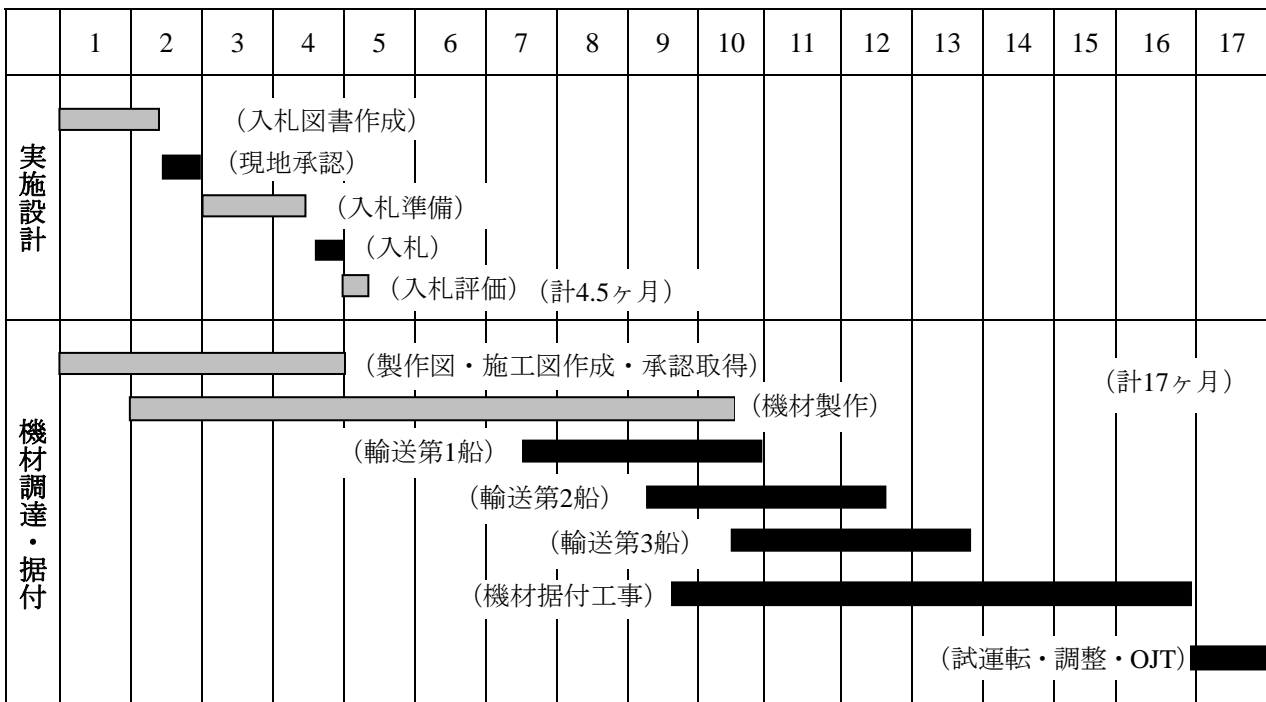 1 2 3 4 5 6 7 8 9 10 11 12 13 14 15 16 17
実施設計
（入札図書作成）
（現地承認）
（入札準備）
（入札）
（入札評価）（計4.5ヶ月）
機材調達・据付
（製作図・施工図作成・承認取得）
（計17ヶ月）
（機材製作）
（輸送第1船）
（輸送第2船）
（輸送第3船）
（機材据付工事）
（試運転・調整・OJT）